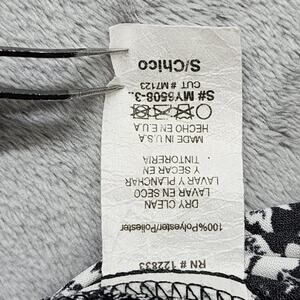 RN # 122833
100%Polyester/Poliester
DRY CLEAN
LAVAR EN SECO
LAVAR Y PLANCHAR
Y SECAR EN
TINTORERIA
MADE IN U.S.A
HECHO EN E.U.A
S# MY5508-3..
CUT # M7123
S/Chico